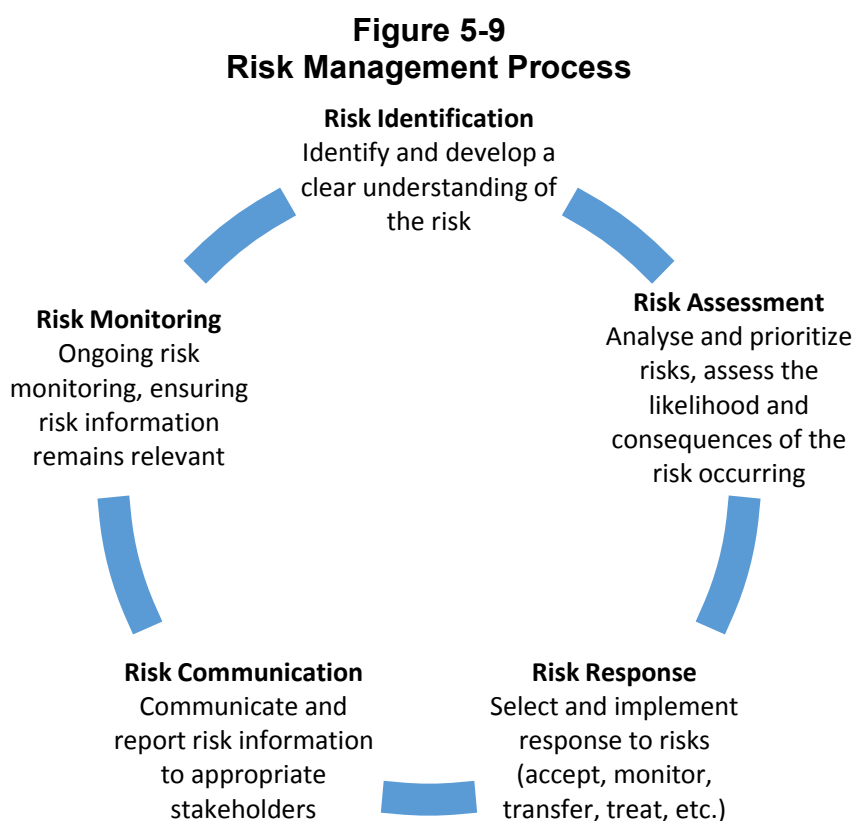 Figure 5-9
Risk Management Process
Risk Identification
Identify and develop a
clear understanding of
the risk
Risk Assessment
Analyse and prioritize
risks, assess the
likelihood and
consequences of the
risk occurring
Risk Response
Select and implement
response to risks
(accept, monitor,
transfer, treat, etc.)
Risk Communication
Communicate and
report risk information
to appropriate
stakeholders
Risk Monitoring
Ongoing risk
monitoring, ensuring
risk information
remains relevant